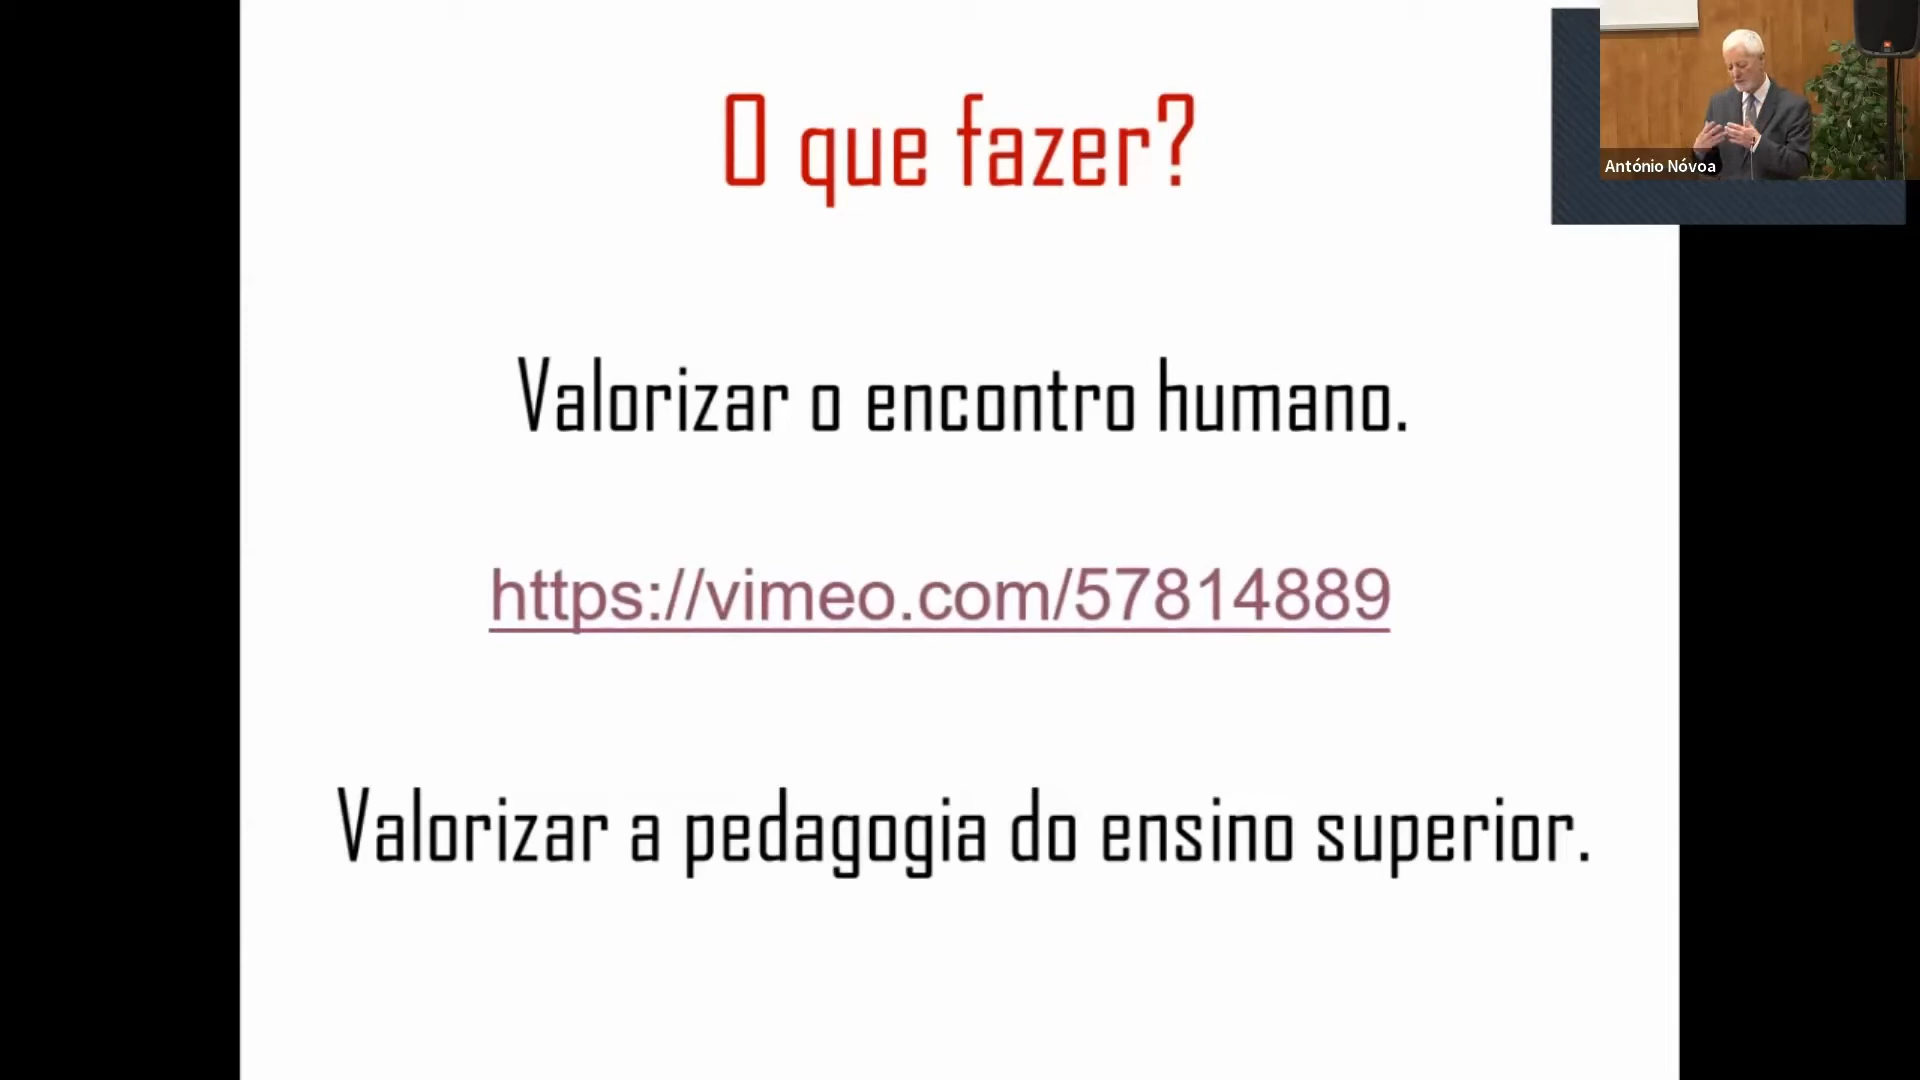 O que fazer?
António Nóvoa
Valorizar o encontro humano.
https://vimeo.com/57814889
Valorizar a pedagogia do ensino superior.